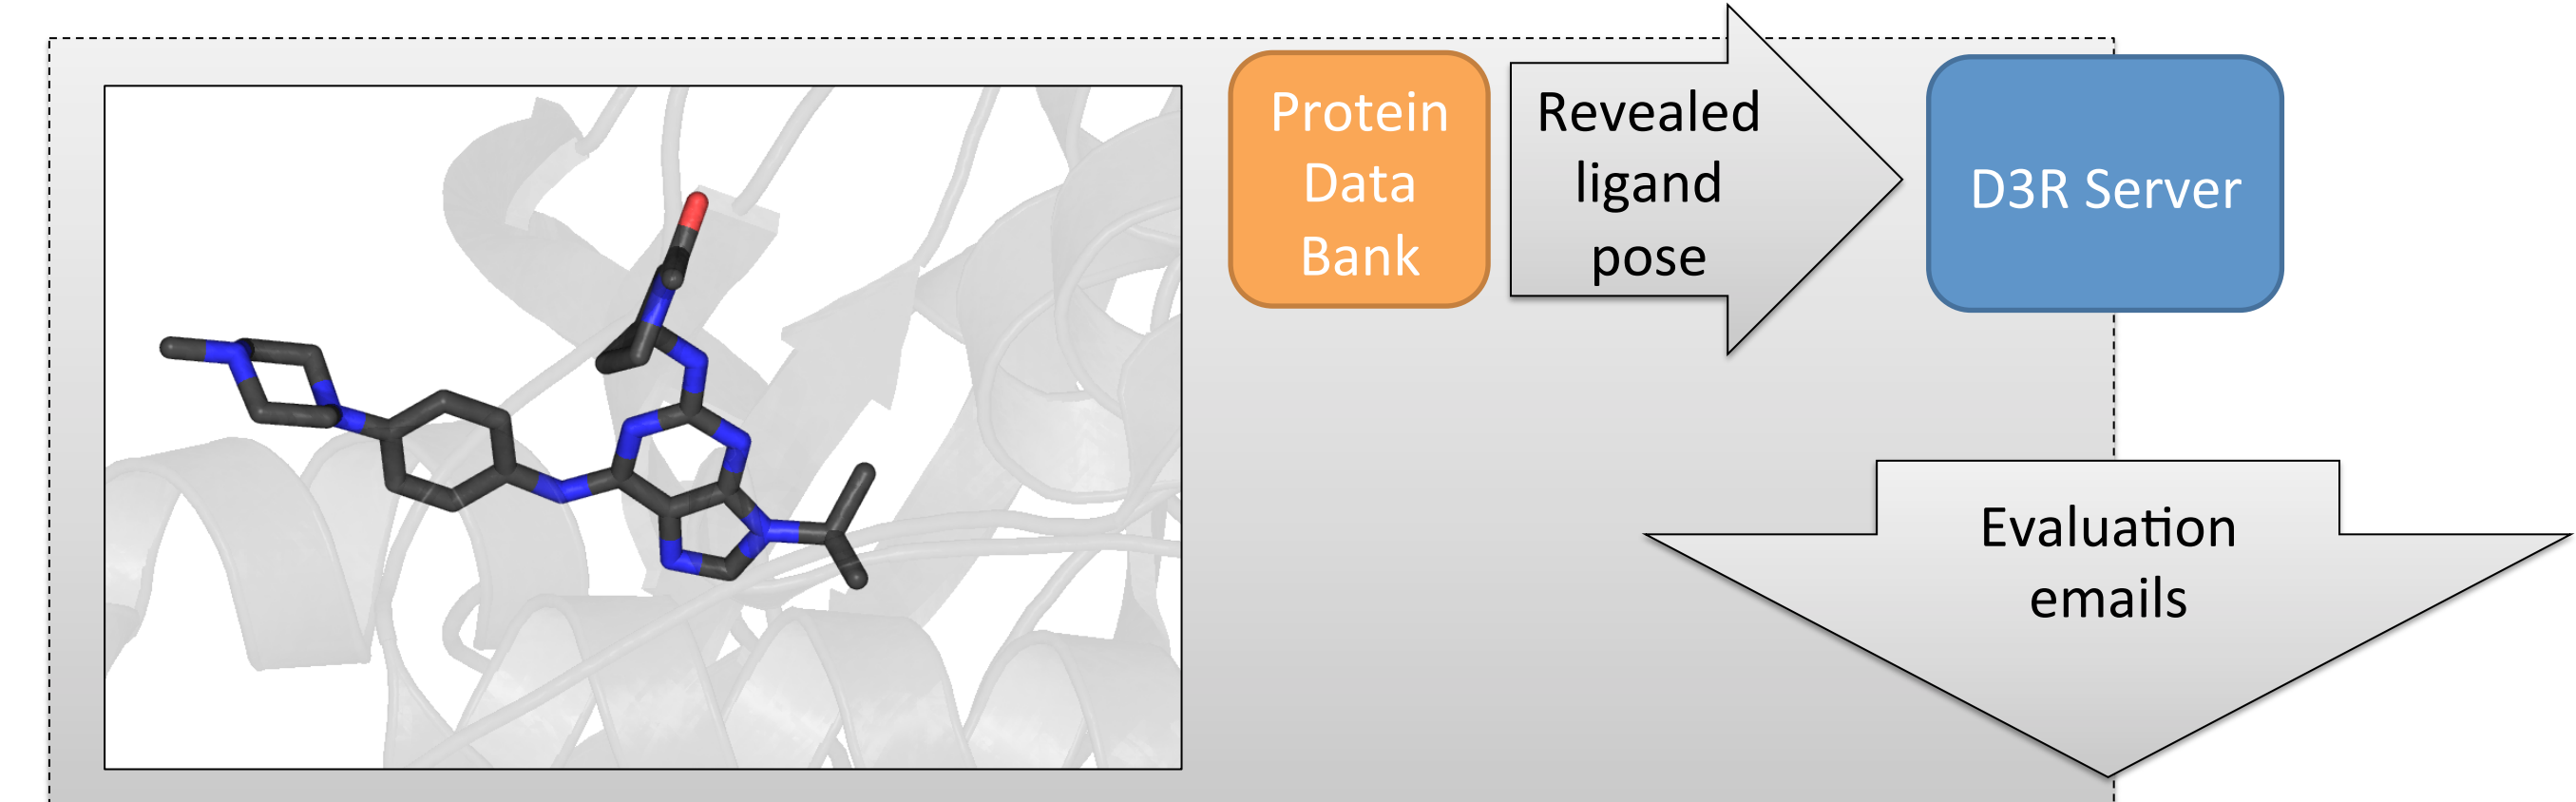 Protein
Data
Bank
Revealed
ligand
pose
D3R Server
Evaluation
emails